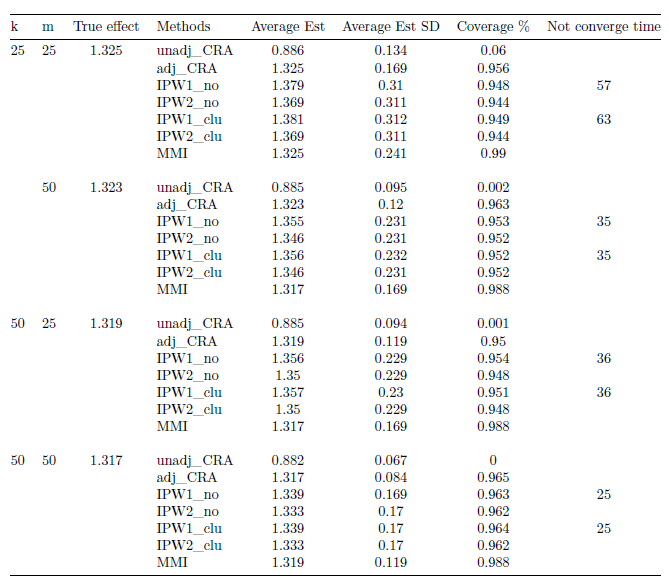 k m True effect Methods Average Est Average Est SD Coverage % Not converge time
25 25 1.325 unadj_CRA 0.886 0.134 0.06
adj_CRA 1.325 0.169 0.956
IPW1_no 1.379 0.31 0.948 57
IPW2_no 1.369 0.311 0.944
IPW1_clu 1.381 0.312 0.949 63
IPW2_clu 1.369 0.311 0.944
MMI 1.325 0.241 0.99
50 1.323 unadj_CRA 0.885 0.095 0.002
adj_CRA 1.323 0.12 0.963
IPW1_no 1.355 0.231 0.953 35
IPW2_no 1.346 0.231 0.952
IPW1_clu 1.356 0.232 0.952 35
IPW2_clu 1.346 0.231 0.952
MMI 1.317 0.169 0.988
50 25 1.319 unadj_CRA 0.885 0.094 0.001
adj_CRA 1.319 0.119 0.95
IPW1_no 1.356 0.229 0.954 36
IPW2_no 1.35 0.229 0.948
IPW1_clu 1.357 0.23 0.951 36
IPW2_clu 1.35 0.229 0.948
MMI 1.317 0.169 0.988
50 50 1.317 unadj_CRA 0.882 0.067 0
adj_CRA 1.317 0.084 0.965
IPW1_no 1.339 0.169 0.963 25
IPW2_no 1.333 0.17 0.962
IPW1_clu 1.339 0.17 0.964 25
IPW2_clu 1.333 0.17 0.962
MMI 1.319 0.119 0.988